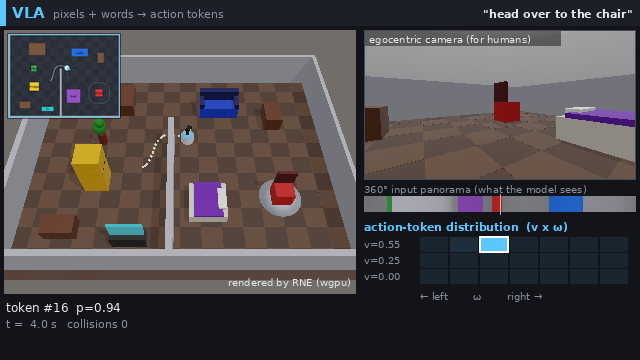 VLA pixels + words → action tokens "head over to the chair"
egocentric camera (for humans)
360° input panorama (what the model sees)
action-token distribution (v x ω)
v=0.55
v=0.25
v=0.00
← left ω right →
rendered by RNE (wgpu)
token #16 p=0.94
t = 4.0 s collisions 0